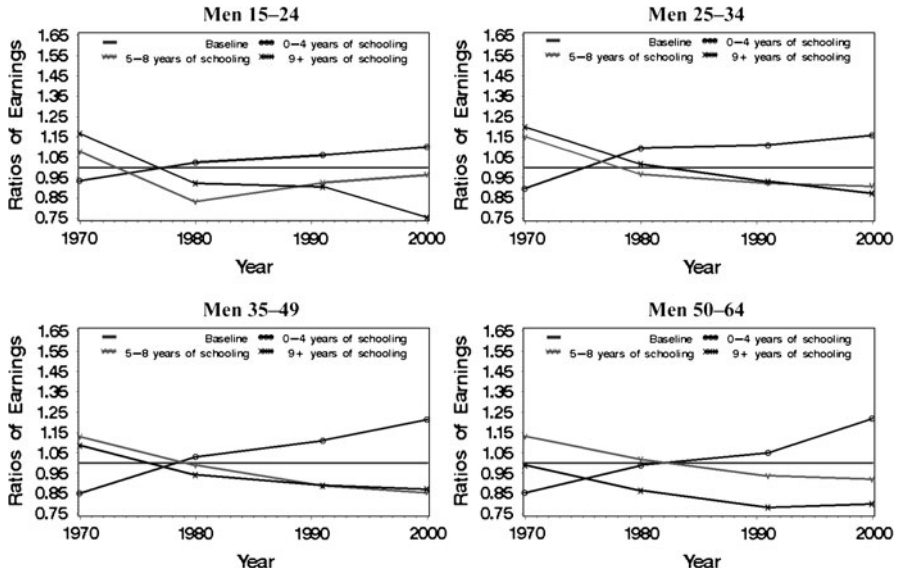 Men 15–24
Ratios of Earnings
1.65
1.55
1.45
1.35
1.25
1.15
1.05
0.95
0.85
0.75
Baseline 0–4 years of schooling
5–8 years of schooling 9+ years of schooling
1970 1980 1990 2000
Year
Men 25–34
Ratios of Earnings
1.65
1.55
1.45
1.35
1.25
1.15
1.05
0.95
0.85
0.75
Baseline 0–4 years of schooling
5–8 years of schooling 9+ years of schooling
1970 1980 1990 2000
Year
Men 35–49
Ratios of Earnings
1.65
1.55
1.45
1.35
1.25
1.15
1.05
0.95
0.85
0.75
Baseline 0–4 years of schooling
5–8 years of schooling 9+ years of schooling
1970 1980 1990 2000
Year
Men 50–64
Ratios of Earnings
1.65
1.55
1.45
1.35
1.25
1.15
1.05
0.95
0.85
0.75
Baseline 0–4 years of schooling
5–8 years of schooling 9+ years of schooling
1970 1980 1990 2000
Year